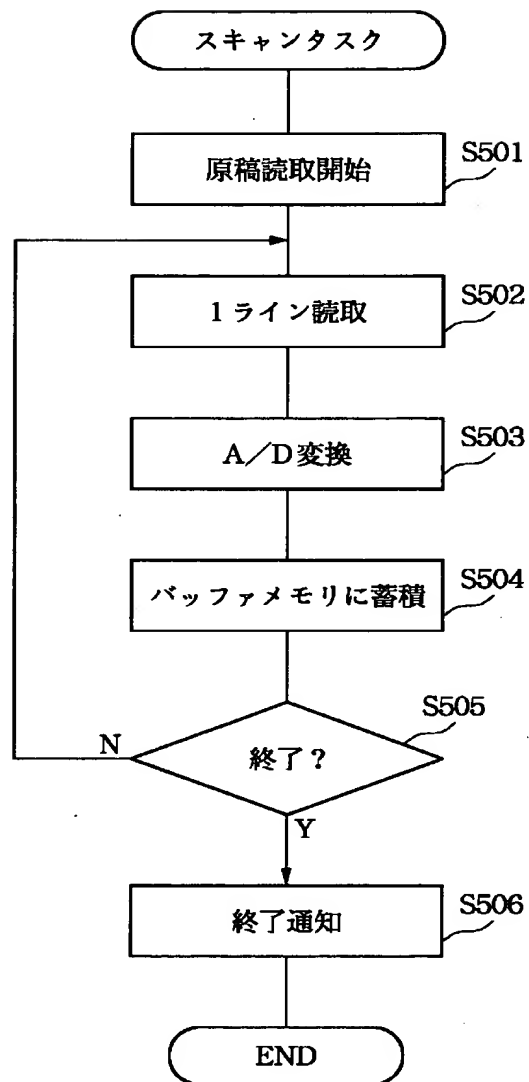 スキャンタスク
原稿読取開始
S501
1ライン読取
S502
A/D変換
S503
バッファメモリに蓄積
S504
終了?
S505
N
Y
終了通知
S506
END